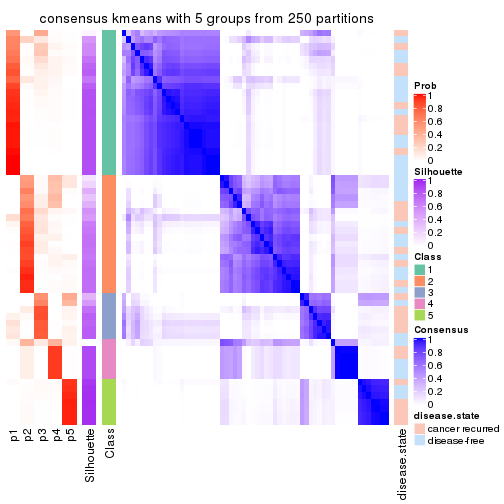 consensus kmeans with 5 groups from 250 partitions
p1
p2
p3
p4
p5
Silhouette
Class
disease.state
Prob
1
0.8
0.6
0.4
0.2
0
Silhouette
1
0.8
0.6
0.4
0.2
0
Class
1
2
3
4
5
Consensus
1
0.8
0.6
0.4
0.2
0
disease.state
cancer recurred
disease-free